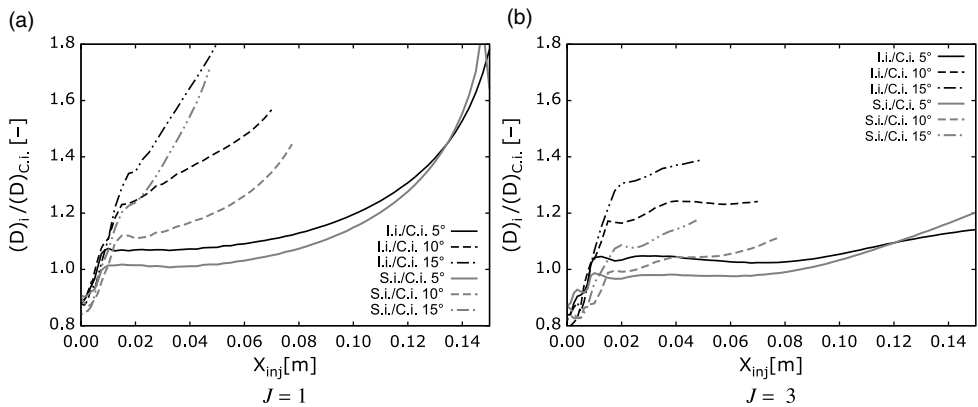 (a)
1.8
1.6
1.4
1.2
1.0
0.8
(D)i/(D)C.i. [-]
I.i./C.i. 5°
I.i./C.i. 10°
I.i./C.i. 15°
S.i./C.i. 5°
S.i./C.i. 10°
S.i./C.i. 15°
0.00 0.02 0.04 0.06 0.08 0.10 0.12 0.14
Xinj[m]
J = 1
(b)
1.8
1.6
1.4
1.2
1.0
0.8
(D)i/(D)C.i. [-]
I.i./C.i. 5°
I.i./C.i. 10°
I.i./C.i. 15°
S.i./C.i. 5°
S.i./C.i. 10°
S.i./C.i. 15°
0.00 0.02 0.04 0.06 0.08 0.10 0.12 0.14
Xinj[m]
J = 3